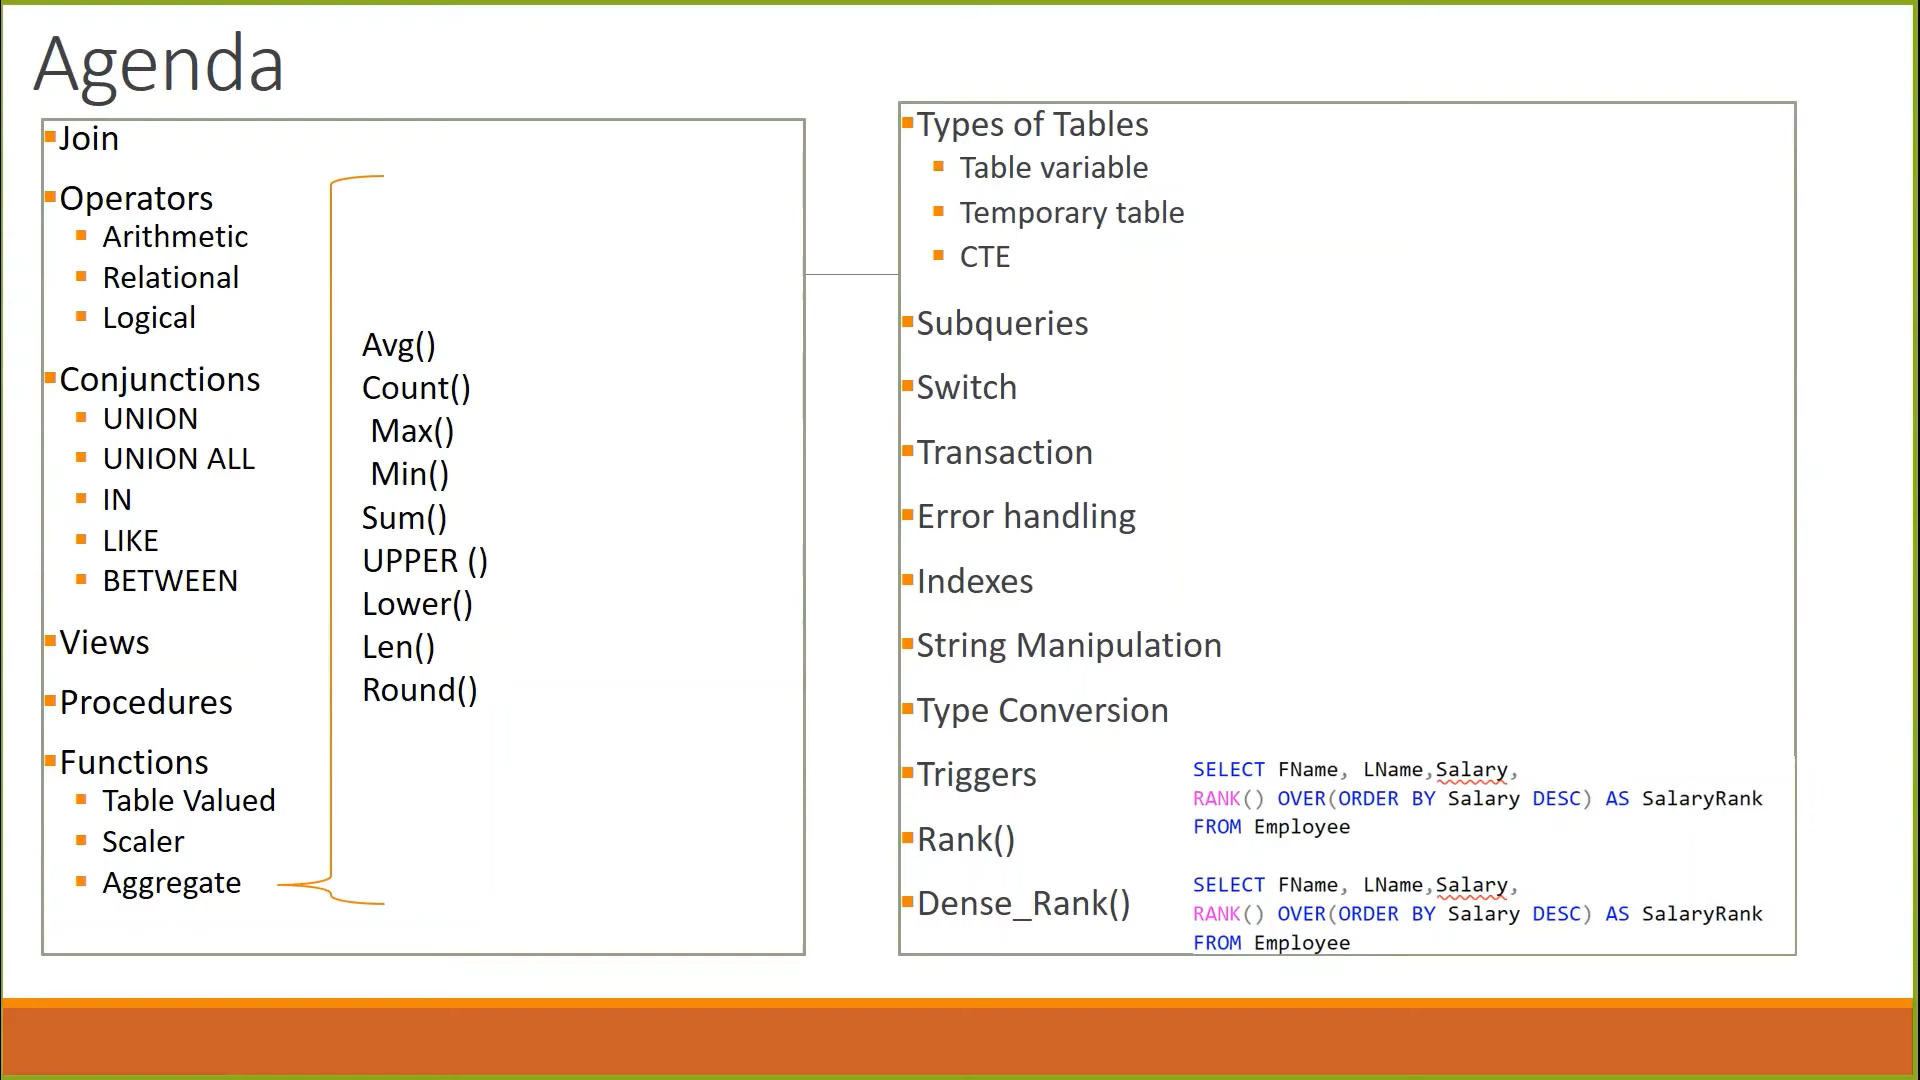 Agenda
Join
Operators
Arithmetic
Relational
Logical
Conjunctions
UNION
UNION ALL
IN
LIKE
BETWEEN
Views
Procedures
Functions
Table Valued
Scaler
Aggregate
Avg()
Count()
Max()
Min()
Sum()
UPPER ()
Lower()
Len()
Round()
Types of Tables
Table variable
Temporary table
CTE
Subqueries
Switch
Transaction
Error handling
Indexes
String Manipulation
Type Conversion
Triggers
Rank()
Dense_Rank()
SELECT FName, LName,Salary,
RANK() OVER(ORDER BY Salary DESC) AS SalaryRank
FROM Employee
SELECT FName, LName,Salary,
RANK() OVER(ORDER BY Salary DESC) AS SalaryRank
FROM Employee